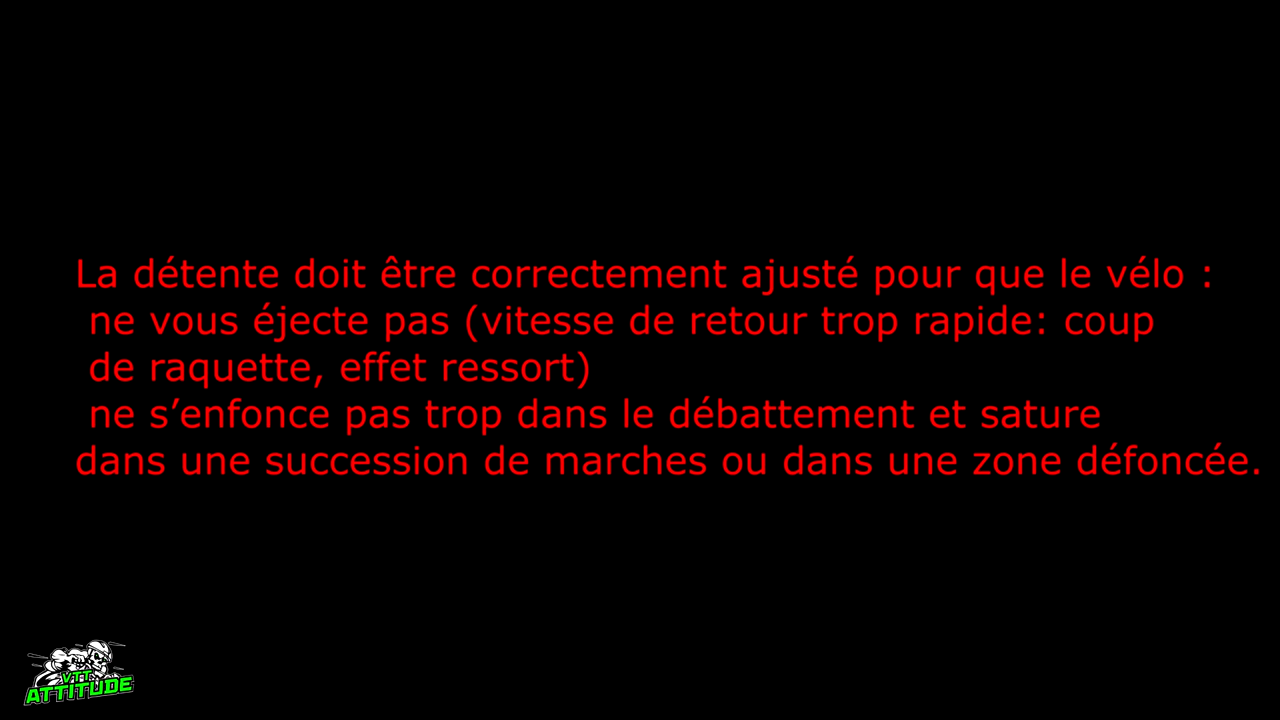 La détente doit être correctement ajusté pour que le vélo :
ne vous éjecte pas (vitesse de retour trop rapide: coup
de raquette, effet ressort)
ne s’enfonce pas trop dans le débattement et sature
dans une succession de marches ou dans une zone défoncée.
VTT
ATTITUDE